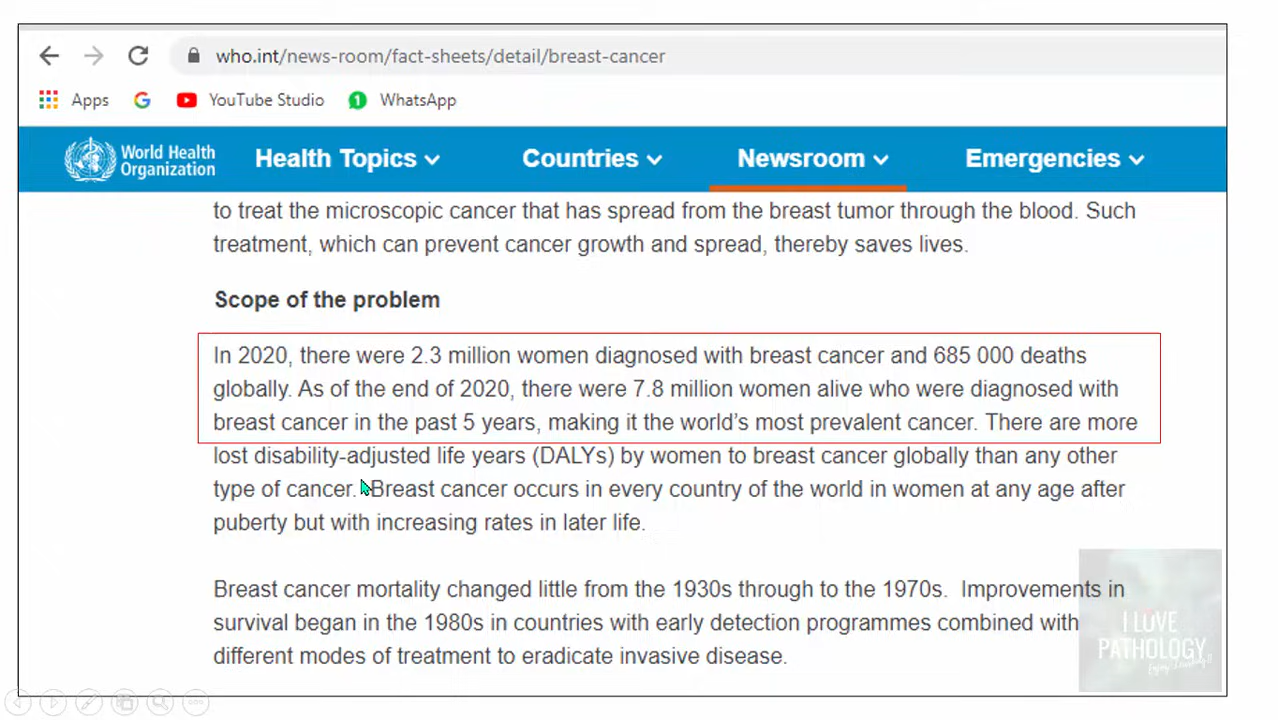 who.int/news-room/fact-sheets/detail/breast-cancer
Apps YouTube Studio 1 WhatsApp
World Health Organization Health Topics Countries Newsroom Emergencies
to treat the microscopic cancer that has spread from the breast tumor through the blood. Such
treatment, which can prevent cancer growth and spread, thereby saves lives.
Scope of the problem
In 2020, there were 2.3 million women diagnosed with breast cancer and 685 000 deaths
globally. As of the end of 2020, there were 7.8 million women alive who were diagnosed with
breast cancer in the past 5 years, making it the world’s most prevalent cancer. There are more
lost disability-adjusted life years (DALYs) by women to breast cancer globally than any other
type of cancer. Breast cancer occurs in every country of the world in women at any age after
puberty but with increasing rates in later life.
Breast cancer mortality changed little from the 1930s through to the 1970s. Improvements in
survival began in the 1980s in countries with early detection programmes combined with
different modes of treatment to eradicate invasive disease.
I LOVE
PATHOLOGY